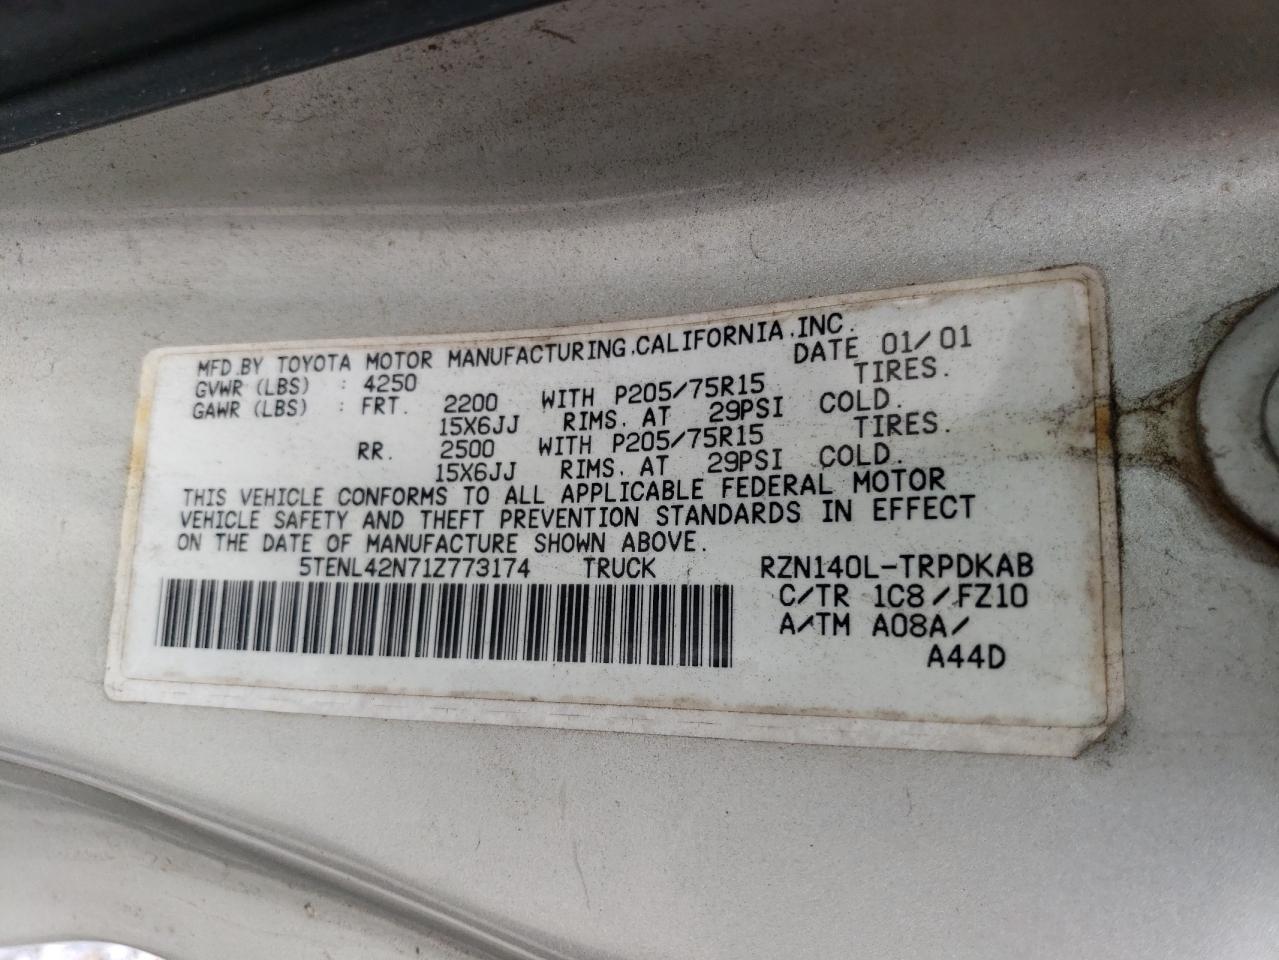 MFD.BY TOYOTA MOTOR MANUFACTURING.CALIFORNIA.INC.
GVWR (LBS) : 4250 DATE 01/01
GAWR (LBS) : FRT. 2200 WITH P205/75R15 TIRES.
15X6JJ RIMS. AT 29PSI COLD.
RR. 2500 WITH P205/75R15 TIRES.
15X6JJ RIMS. AT 29PSI COLD.
THIS VEHICLE CONFORMS TO ALL APPLICABLE FEDERAL MOTOR
VEHICLE SAFETY AND THEFT PREVENTION STANDARDS IN EFFECT
ON THE DATE OF MANUFACTURE SHOWN ABOVE.
5TENL42N71Z773174 TRUCK RZN140L-TRPDKAB
C/TR 1C8/FZ10
A/TM A08A/
A44D